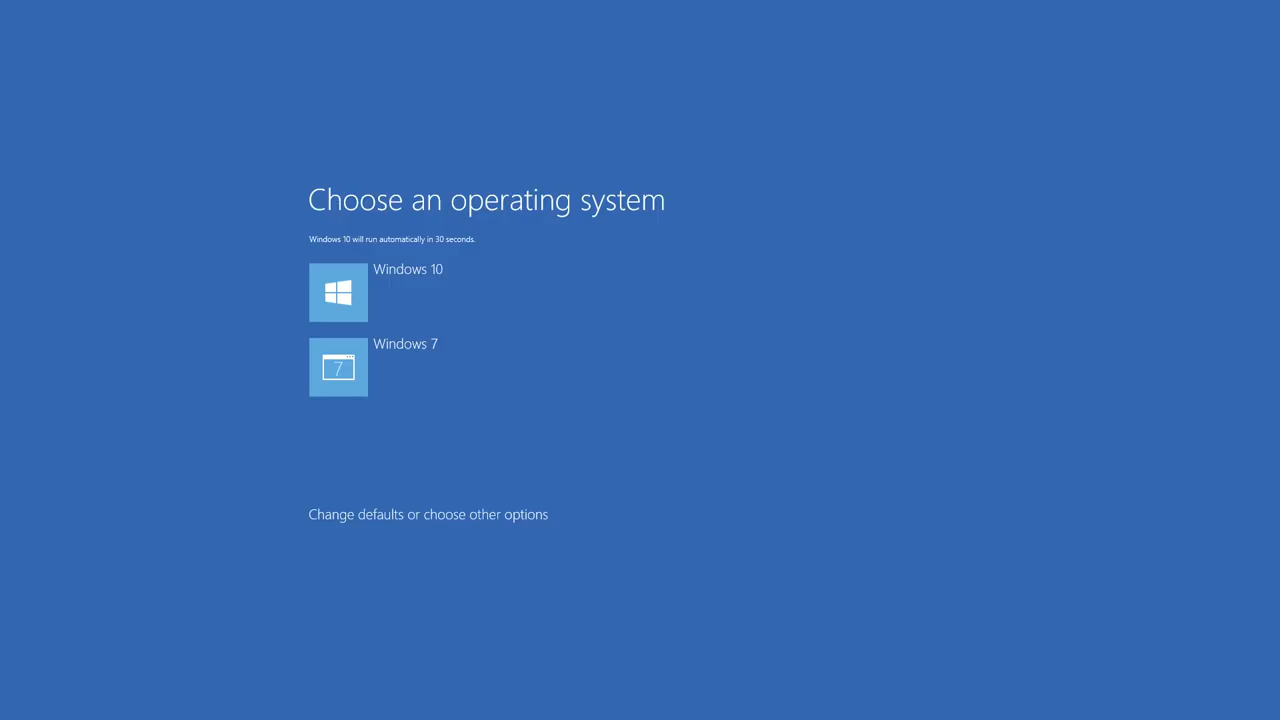 Choose an operating system
Windows 10 will run automatically in 30 seconds.
Windows 10
7
Windows 7
Change defaults or choose other options